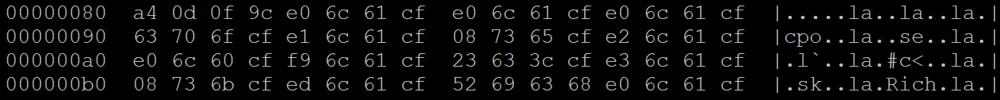 00000080  a4 0d 0f 9c e0 6c 61 cf  e0 6c 61 cf e0 6c 61 cf  |.....la..la..la.|
00000090  63 70 6f cf e1 6c 61 cf  08 73 65 cf e2 6c 61 cf  |cpo..la..se..la.|
000000a0  e0 6c 60 cf f9 6c 61 cf  23 63 3c cf e3 6c 61 cf  |.l`..la.#c<..la.|
000000b0  08 73 6b cf ed 6c 61 cf  52 69 63 68 e0 6c 61 cf  |.sk..la.Rich.la.|